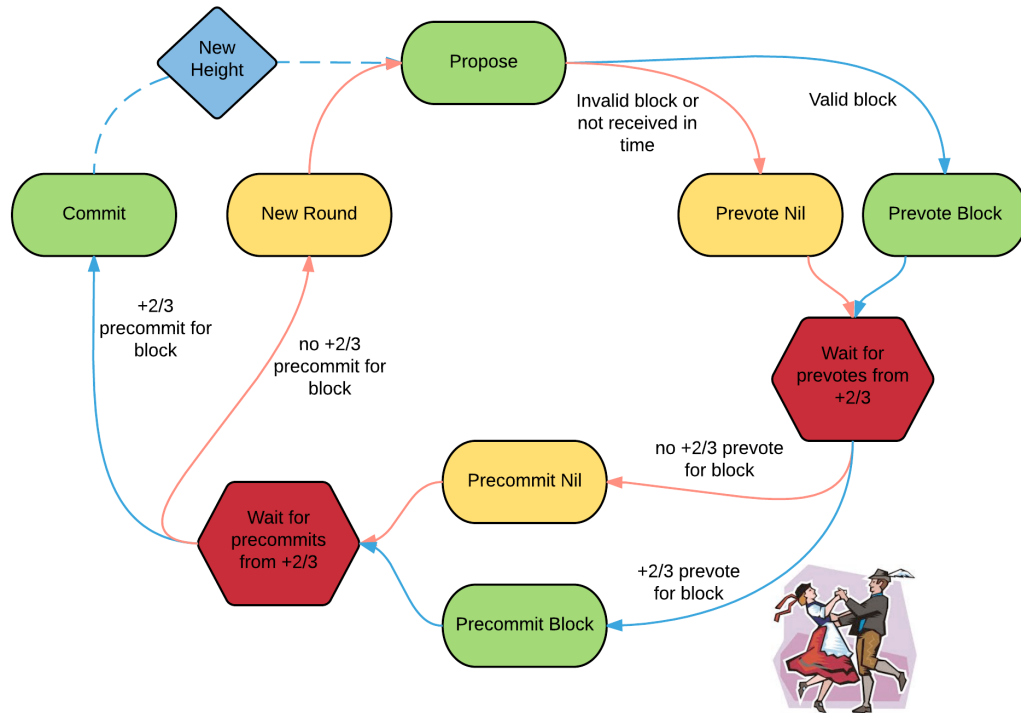 New
Height
Propose
Invalid block or
not received in
time
Valid block
Commit
New Round
Prevote Nil
Prevote Block
+2/3
precommit for
block
no +2/3
precommit for
block
Wait for
prevotes from
+2/3
no +2/3 prevote
for block
Precommit Nil
Wait for
precommits
from +2/3
+2/3 prevote
for block
Precommit Block